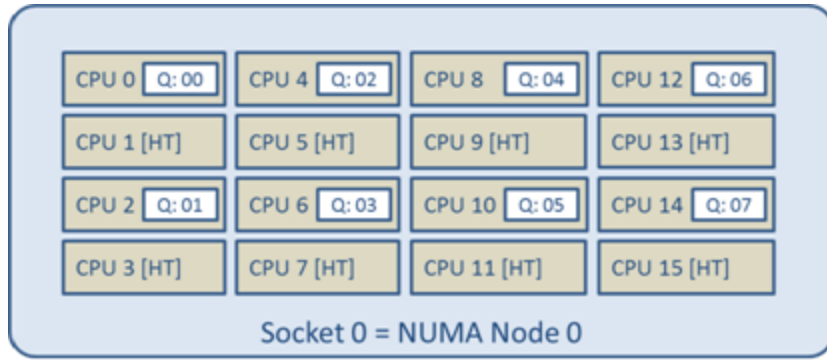 CPU 0 Q: 00 CPU 4 Q: 02 CPU 8 Q: 04 CPU 12 Q: 06
CPU 1 [HT] CPU 5 [HT] CPU 9 [HT] CPU 13 [HT]
CPU 2 Q: 01 CPU 6 Q: 03 CPU 10 Q: 05 CPU 14 Q: 07
CPU 3 [HT] CPU 7 [HT] CPU 11 [HT] CPU 15 [HT]
Socket 0 = NUMA Node 0